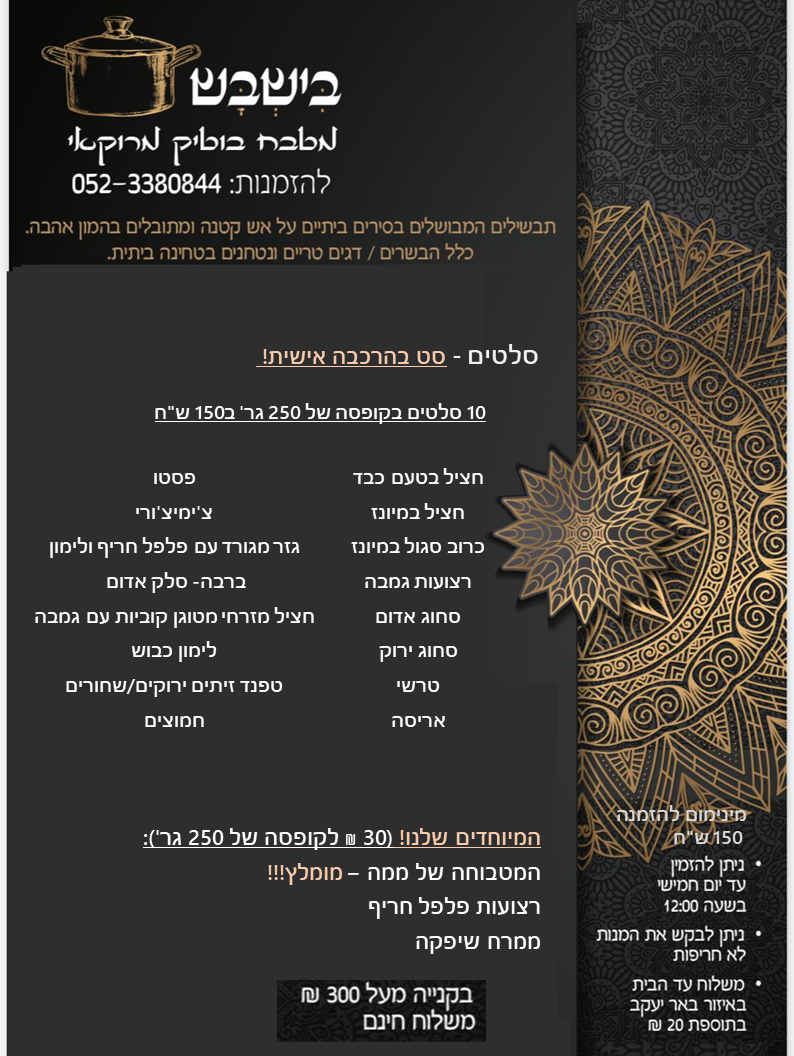 בִּישְׁבָּשׁ
מטבח בוטיק מרוקאי
להזמנות: 052-3380844
תבשילים המבושלים בסירים ביתיים על אש קטנה ומתובלים בהמון אהבה.
כלל הבשרים / דגים טריים ונטחנים בטחינה ביתית.
סלטים - סט בהרכבה אישית!
10 סלטים בקופסה של 250 גר' ב150 ש"ח
חציל בטעם כבד
חציל במיונז
כרוב סגול במיונז
רצועות גמבה
סחוג אדום
סחוג ירוק
טרשי
אריסה
פסטו
צ'ימיצ'ורי
גזר מגורד עם פלפל חריף ולימון
ברבה- סלק אדום
חציל מזרחי מטוגן קוביות עם גמבה
לימון כבוש
טפנד זיתים ירוקים/שחורים
חמוצים
המיוחדים שלנו! (30 ₪ לקופסה של 250 גר'):
המטבוחה של ממה – מומלץ!!!
רצועות פלפל חריף
ממרח שיפקה
בקנייה מעל 300 ₪
משלוח חינם
מינימום להזמנה
150 ש"ח
• ניתן להזמין
עד יום חמישי
בשעה 12:00
• ניתן לבקש את המנות
לא חריפות
• משלוח עד הבית
באיזור באר יעקב
בתוספת 20 ₪